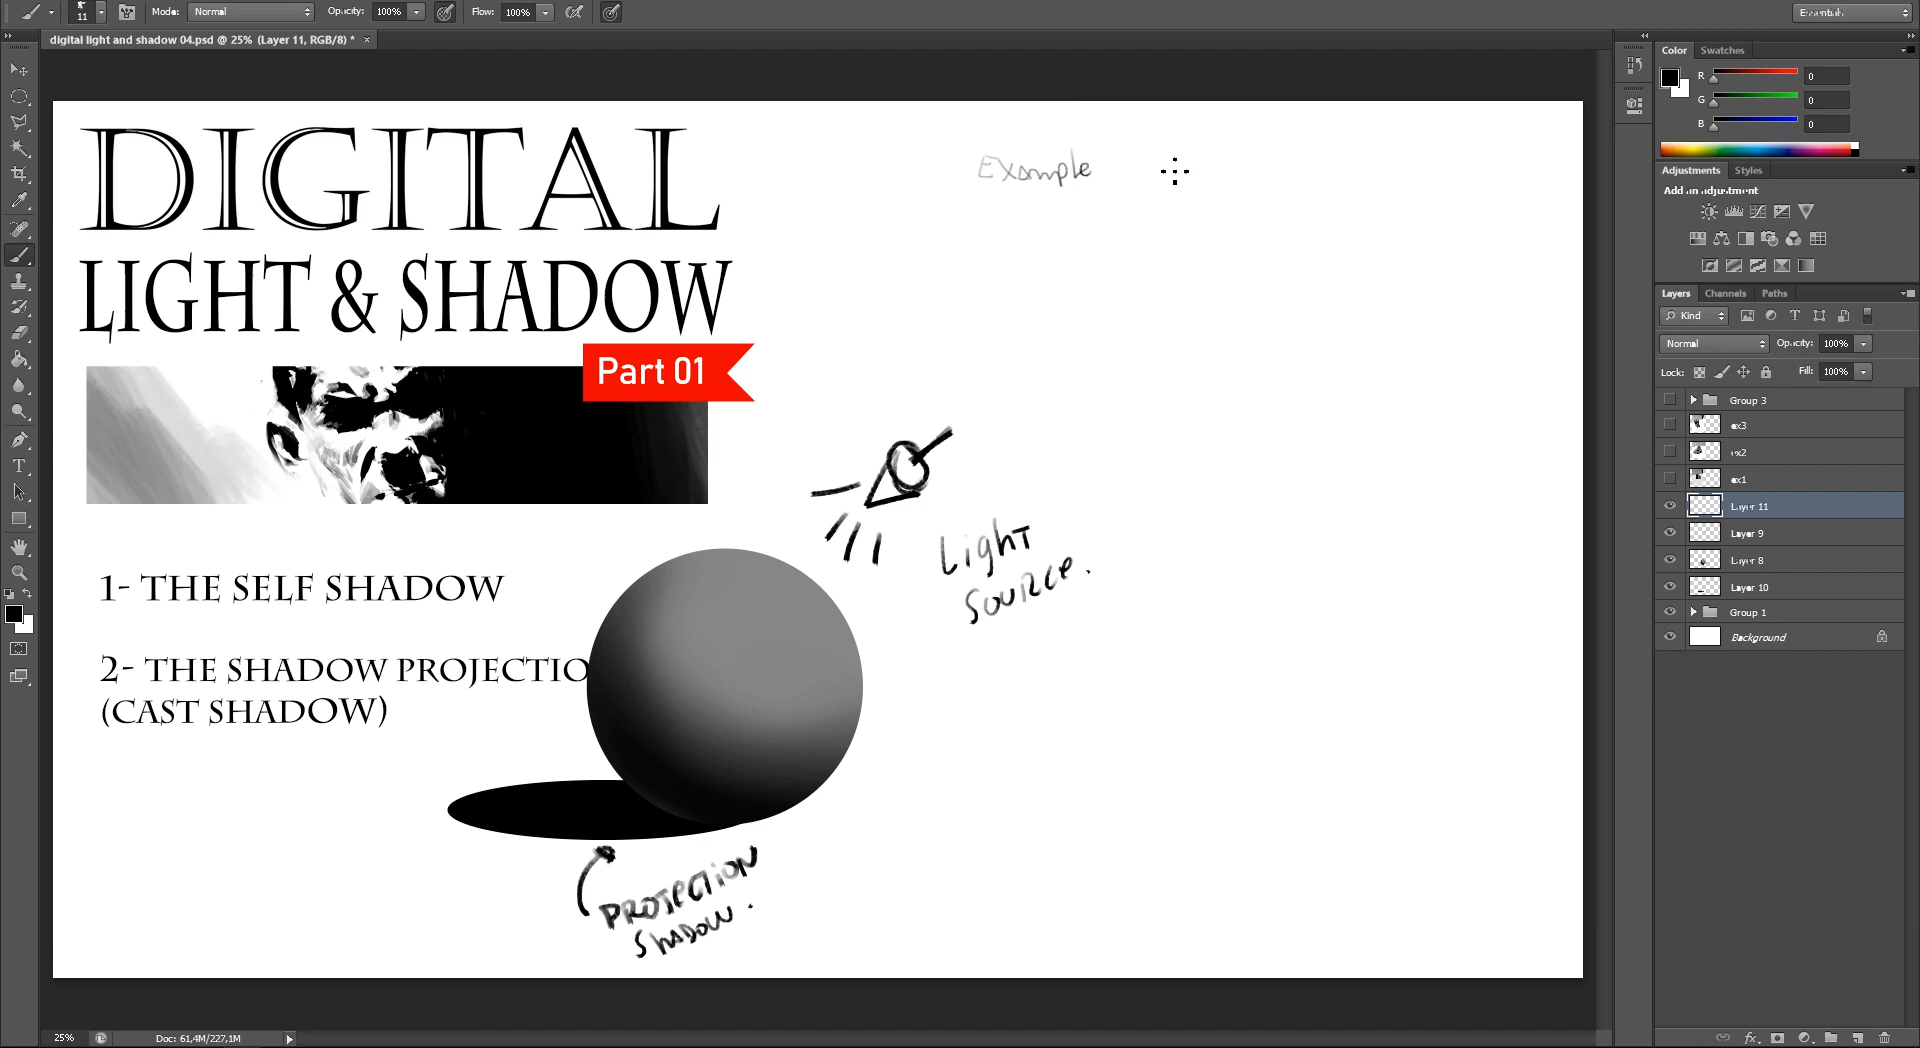 11 Mode: Normal Opacity: 100% Flow: 100% Essentials
digital light and shadow 04.psd @ 25% (Layer 11, RGB/8) * ×
DIGITAL
LIGHT & SHADOW
Part 01
1- THE SELF SHADOW
2- THE SHADOW PROJECTIO
(CAST SHADOW)
Example
Light
Source.
PROJECTION
SHADOW.
Color Swatches
R 0
G 0
B 0
Adjustments Styles
Add an adjustment
Layers Channels Paths
Kind
Normal Opacity: 100%
Lock: Fill: 100%
Group 3
ex3
ex2
ex1
Layer 11
Layer 9
Layer 8
Layer 10
Group 1
Background
25% Doc: 61,4M/227,1M